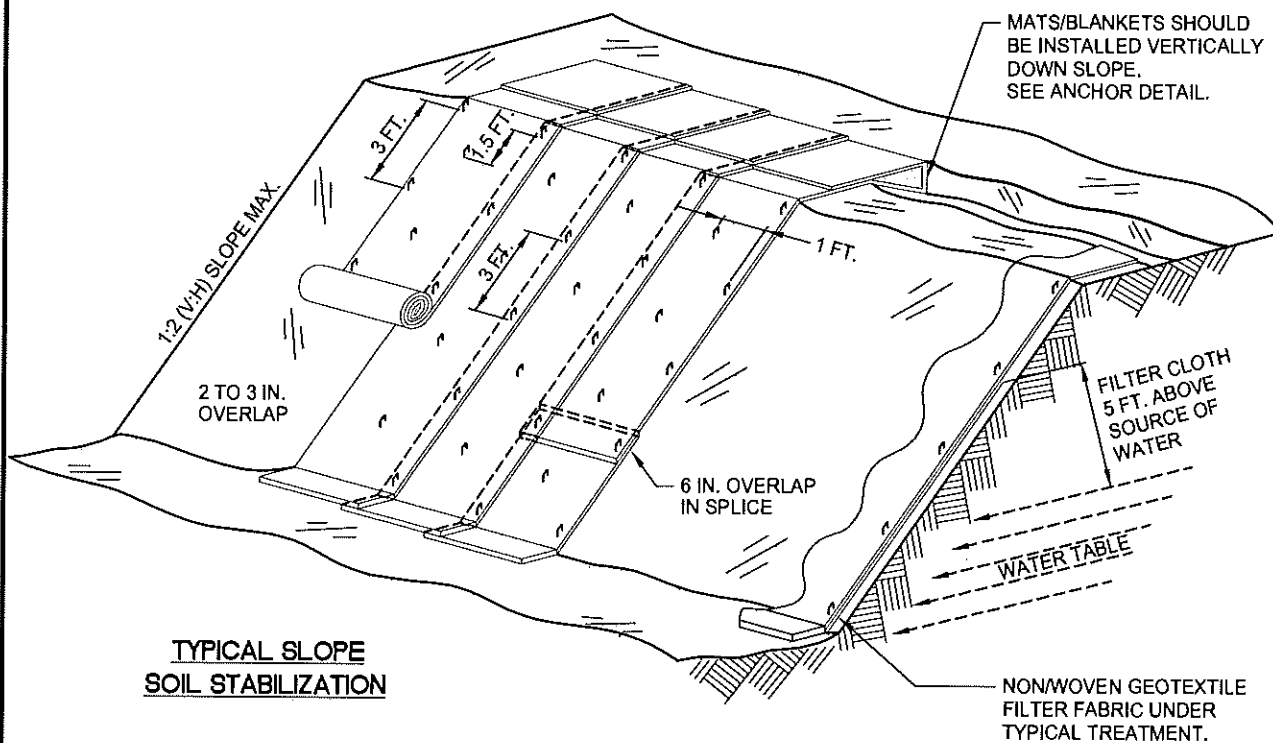 MATS/BLANKETS SHOULD
BE INSTALLED VERTICALLY
DOWN SLOPE.
SEE ANCHOR DETAIL.
3 FT.
1.5 FT.
1:2 (V:H) SLOPE MAX.
3 FT.
1 FT.
2 TO 3 IN.
OVERLAP
FILTER CLOTH
5 FT. ABOVE
SOURCE OF
WATER
6 IN. OVERLAP
IN SPLICE
WATER TABLE
TYPICAL SLOPE
SOIL STABILIZATION
NON/WOVEN GEOTEXTILE
FILTER FABRIC UNDER
TYPICAL TREATMENT.